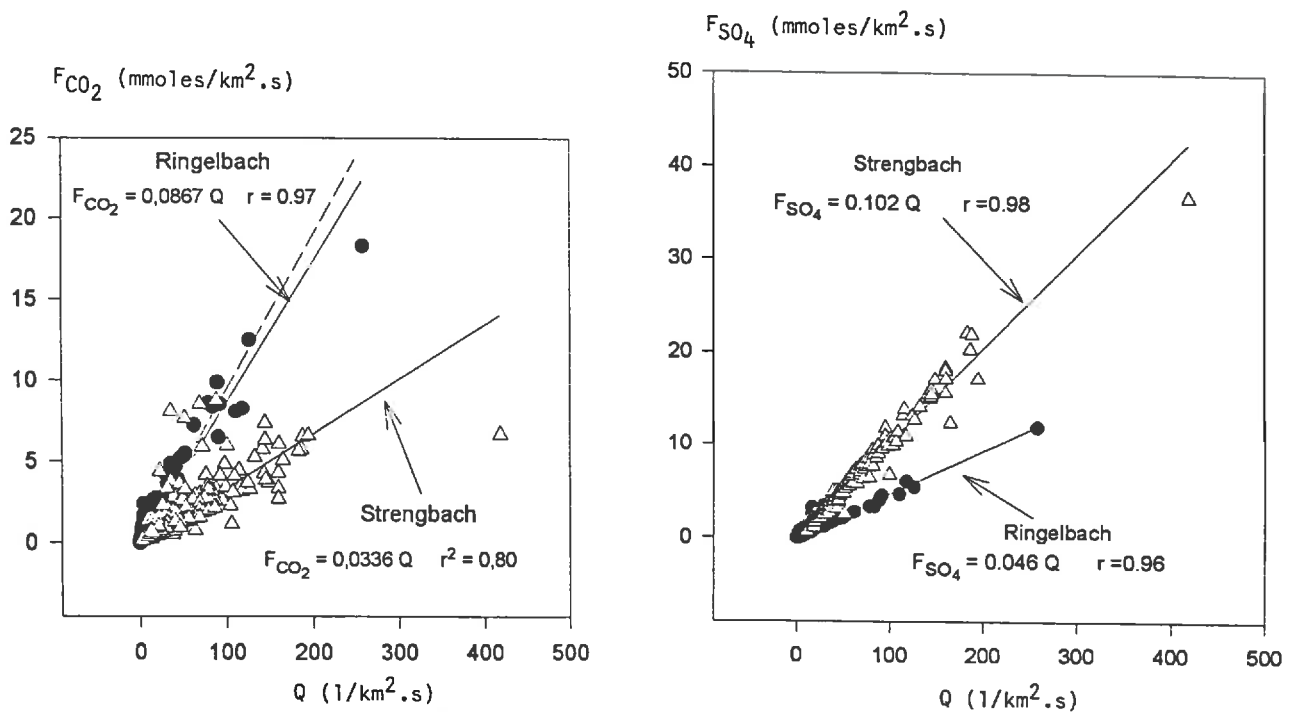 F_CO2 (mmoles/km².s)
25
20
15
10
5
0
Ringelbach
F_CO2 = 0,0867 Q r = 0.97
Strengbach
F_CO2 = 0,0336 Q r² = 0,80
0 100 200 300 400 500
Q (l/km².s)
F_SO4 (mmoles/km².s)
50
40
30
20
10
0
Strengbach
F_SO4 = 0.102 Q r =0.98
Ringelbach
F_SO4 = 0.046 Q r =0.96
0 100 200 300 400 500
Q (l/km².s)